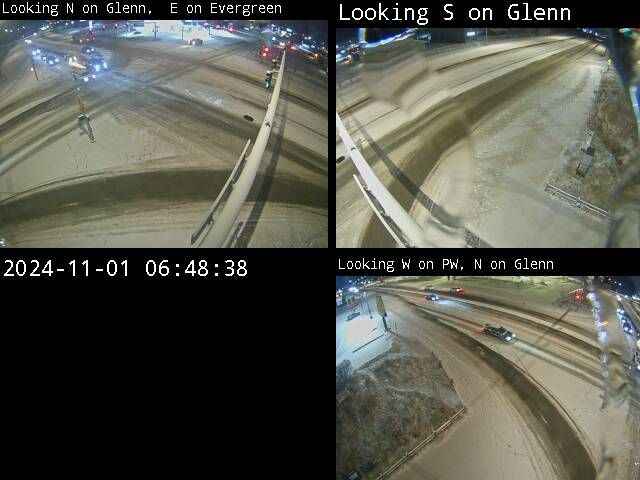 Looking N on Glenn,  E on Evergreen
Looking S on Glenn
2024-11-01 06:48:38
Looking W on PW, N on Glenn